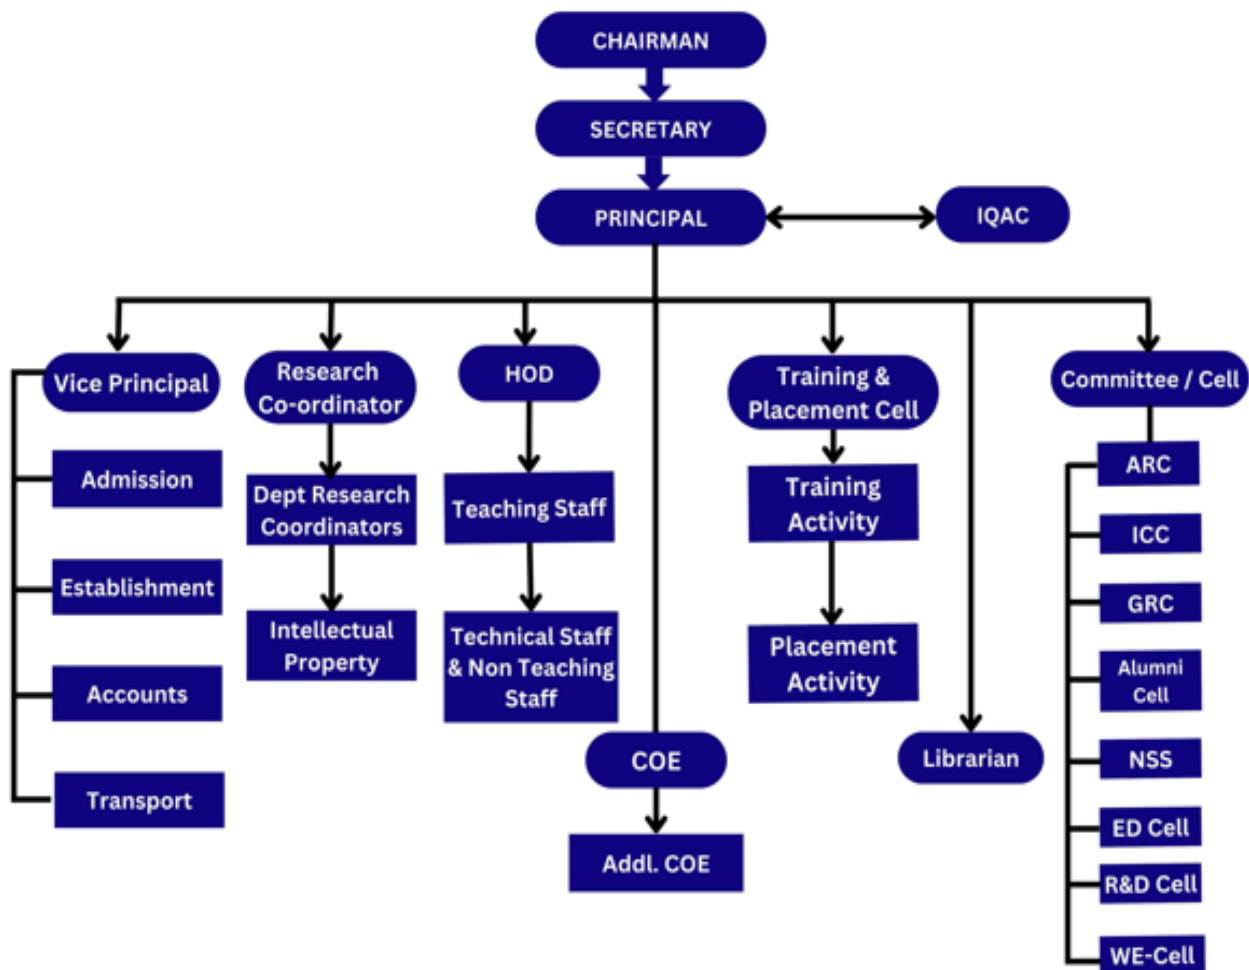 CHAIRMAN
SECRETARY
PRINCIPAL
IQAC
Vice Principal
Admission
Establishment
Accounts
Transport
Research
Co-ordinator
Dept Research
Coordinators
Intellectual
Property
HOD
Teaching Staff
Technical Staff
& Non Teaching
Staff
COE
Addl. COE
Training &
Placement Cell
Training
Activity
Placement
Activity
Librarian
Committee / Cell
ARC
ICC
GRC
Alumni
Cell
NSS
ED Cell
R&D Cell
WE-Cell